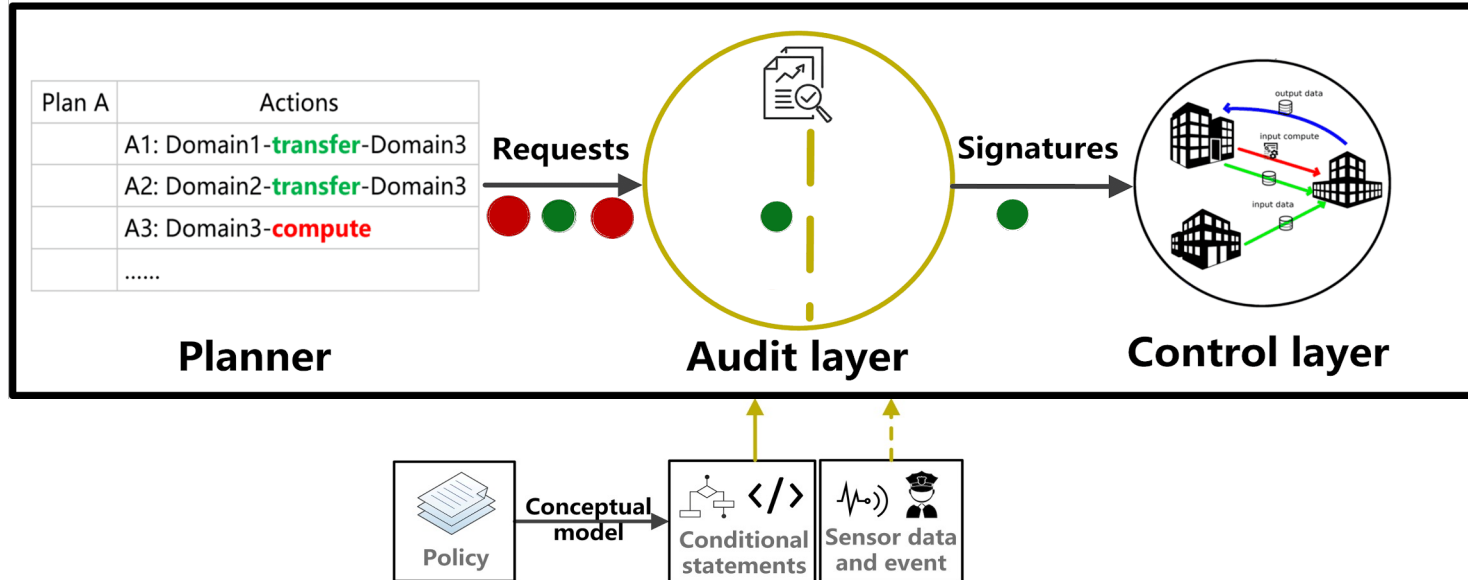 Plan A Actions
A1: Domain1-transfer-Domain3
A2: Domain2-transfer-Domain3
A3: Domain3-compute
......
Requests
Signatures
output data
input compute
input data
Planner
Audit layer
Control layer
Policy
Conceptual
model
</>
Conditional
statements
Sensor data
and event